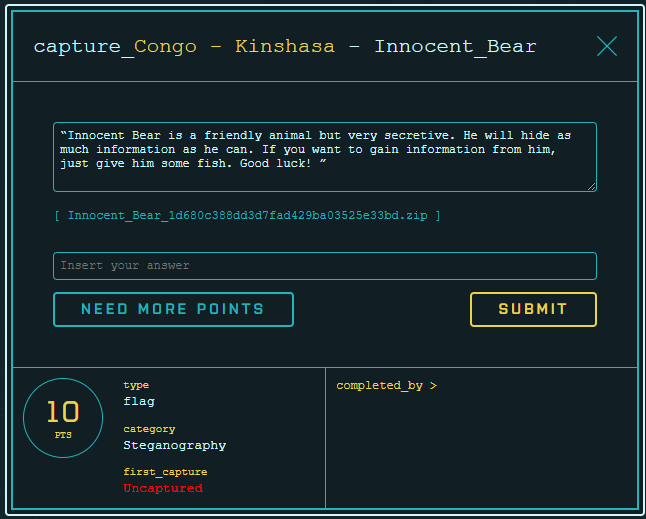 capture_Congo – Kinshasa – Innocent_Bear
“Innocent Bear is a friendly animal but very secretive. He will hide as
much information as he can. If you want to gain information from him,
just give him some fish. Good luck! ”
[ Innocent_Bear_1d680c388dd3d7fad429ba03525e33bd.zip ]
Insert your answer
NEED MORE POINTS
SUBMIT
10
PTS
type
flag
category
Steganography
first_capture
Uncaptured
completed_by >